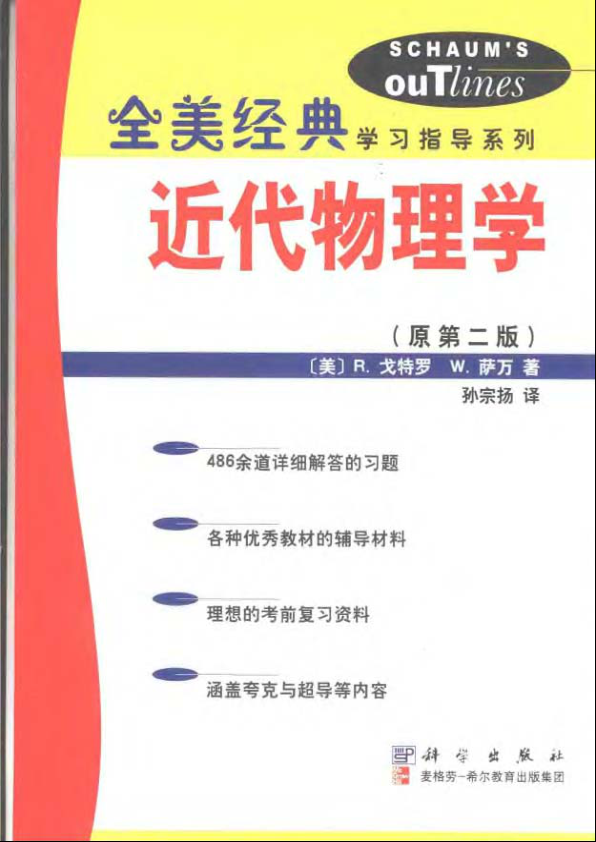 SCHAUM'S
ouTlines
全美经典学习指导系列
近代物理学
(原第二版)
〔美〕R. 戈特罗 W. 萨万 著
孙宗扬 译
486余道详细解答的习题
各种优秀教材的辅导材料
理想的考前复习资料
涵盖夸克与超导等内容
科学出版社
麦格劳-希尔教育出版集团